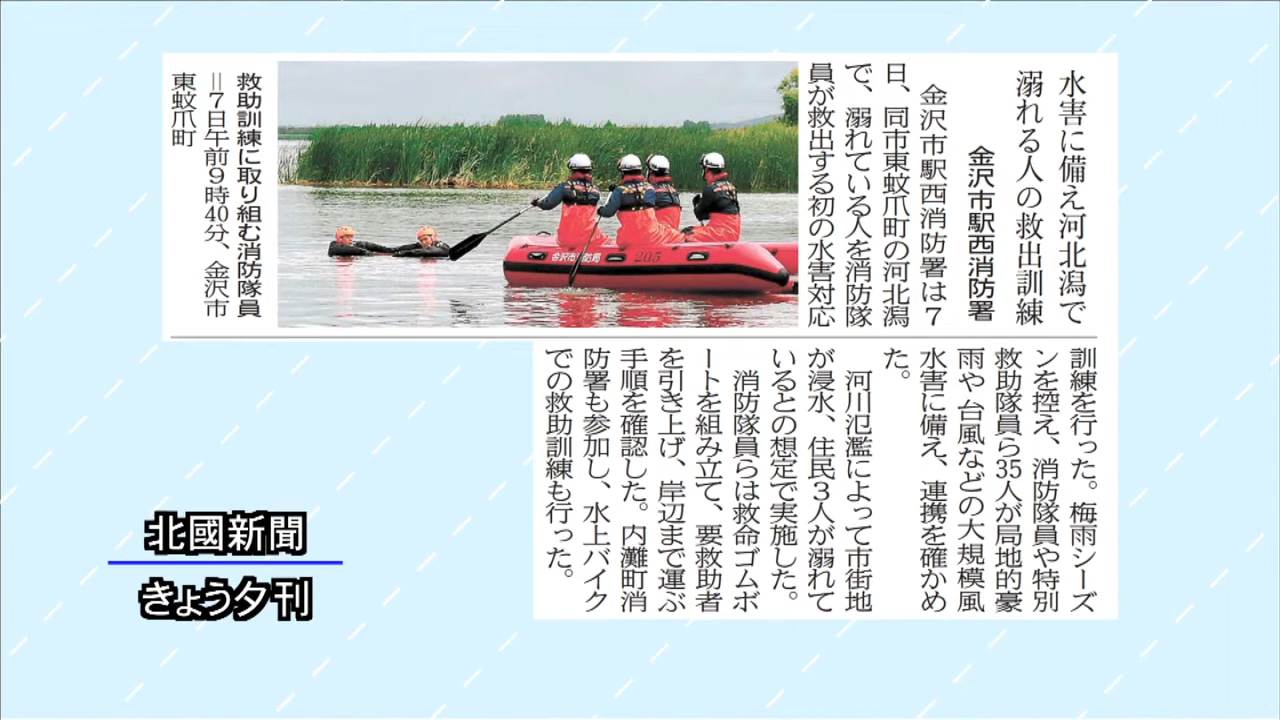 水害に備え河北潟で
溺れる人の救出訓練
金沢市駅西消防署
金沢市駅西消防署は7
日、同市東蚊爪町の河北潟
で、溺れている人を消防隊
員が救出する初の水害対応
金沢市消防局
205
救助訓練に取り組む消防隊員
＝7日午前9時40分、金沢市
東蚊爪町
訓練を行った。梅雨シーズ
ンを控え、消防隊員や特別
救助隊員ら35人が局地的豪
雨や台風などの大規模風
水害に備え、連携を確かめ
た。
河川氾濫によって市街地
が浸水、住民3人が溺れて
いるとの想定で実施した。
消防隊員らは救命ゴムボ
ートを組み立て、要救助者
を引き上げ、岸辺まで運ぶ
手順を確認した。内灘町消
防署も参加し、水上バイク
での救助訓練も行った。
北國新聞
きょう夕刊